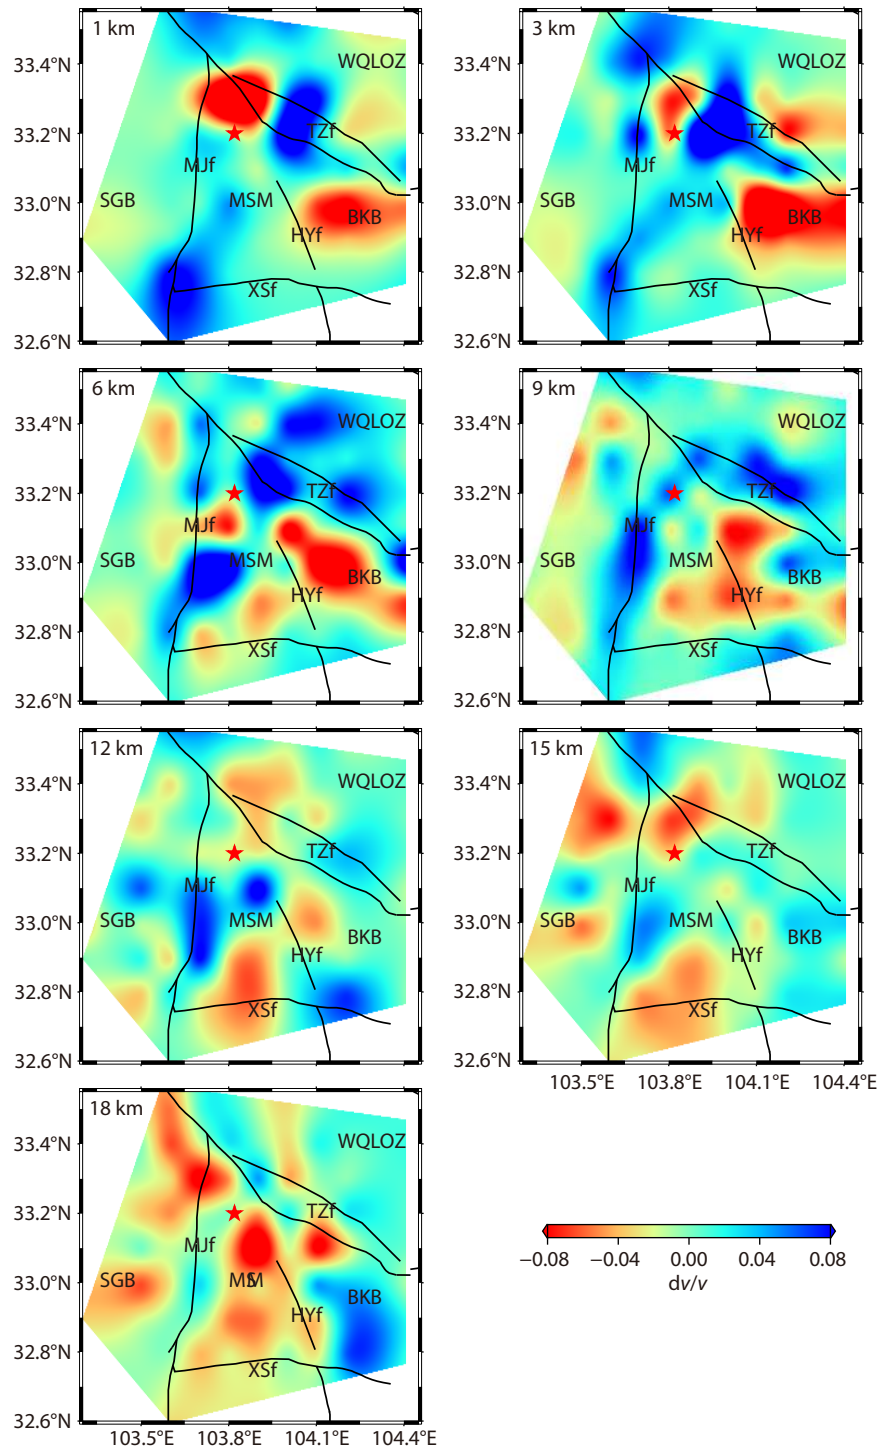 1 km
33.4°N
33.2°N
33.0°N
32.8°N
32.6°N
WQLOZ
TZf
MJf
SGB
MSM
BKB
HYf
XSf
3 km
33.4°N
33.2°N
33.0°N
32.8°N
32.6°N
WQLOZ
TZf
MJf
SGB
MSM
BKB
HYf
XSf
6 km
33.4°N
33.2°N
33.0°N
32.8°N
32.6°N
WQLOZ
TZf
MJf
SGB
MSM
BKB
HYf
XSf
9 km
33.4°N
33.2°N
33.0°N
32.8°N
32.6°N
WQLOZ
TZf
MJf
SGB
MSM
BKB
HYf
XSf
12 km
33.4°N
33.2°N
33.0°N
32.8°N
32.6°N
WQLOZ
TZf
MJf
SGB
MSM
BKB
HYf
XSf
15 km
33.4°N
33.2°N
33.0°N
32.8°N
32.6°N
WQLOZ
TZf
MJf
SGB
MSM
BKB
HYf
XSf
103.5°E 103.8°E 104.1°E 104.4°E
18 km
33.4°N
33.2°N
33.0°N
32.8°N
32.6°N
WQLOZ
TZf
MJf
SGB
MSM
BKB
HYf
XSf
103.5°E 103.8°E 104.1°E 104.4°E
−0.08 −0.04 0.00 0.04 0.08
dv/v